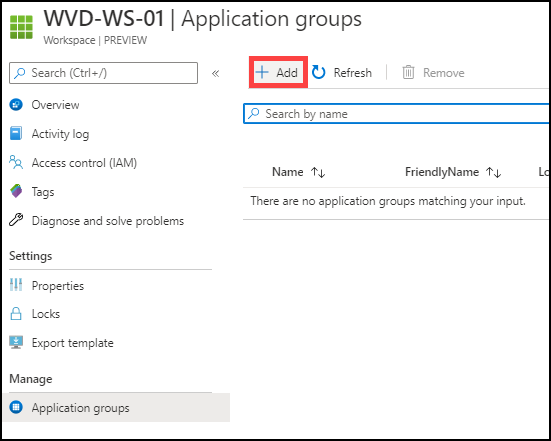 WVD-WS-01 | Application groups
Workspace | PREVIEW
Search (Ctrl+/)
«
Add
Refresh
Remove
Overview
Activity log
Access control (IAM)
Tags
Diagnose and solve problems
Settings
Properties
Locks
Export template
Manage
Application groups
Search by name
Name ↑↓ FriendlyName ↑↓ Lo
There are no application groups matching your input.